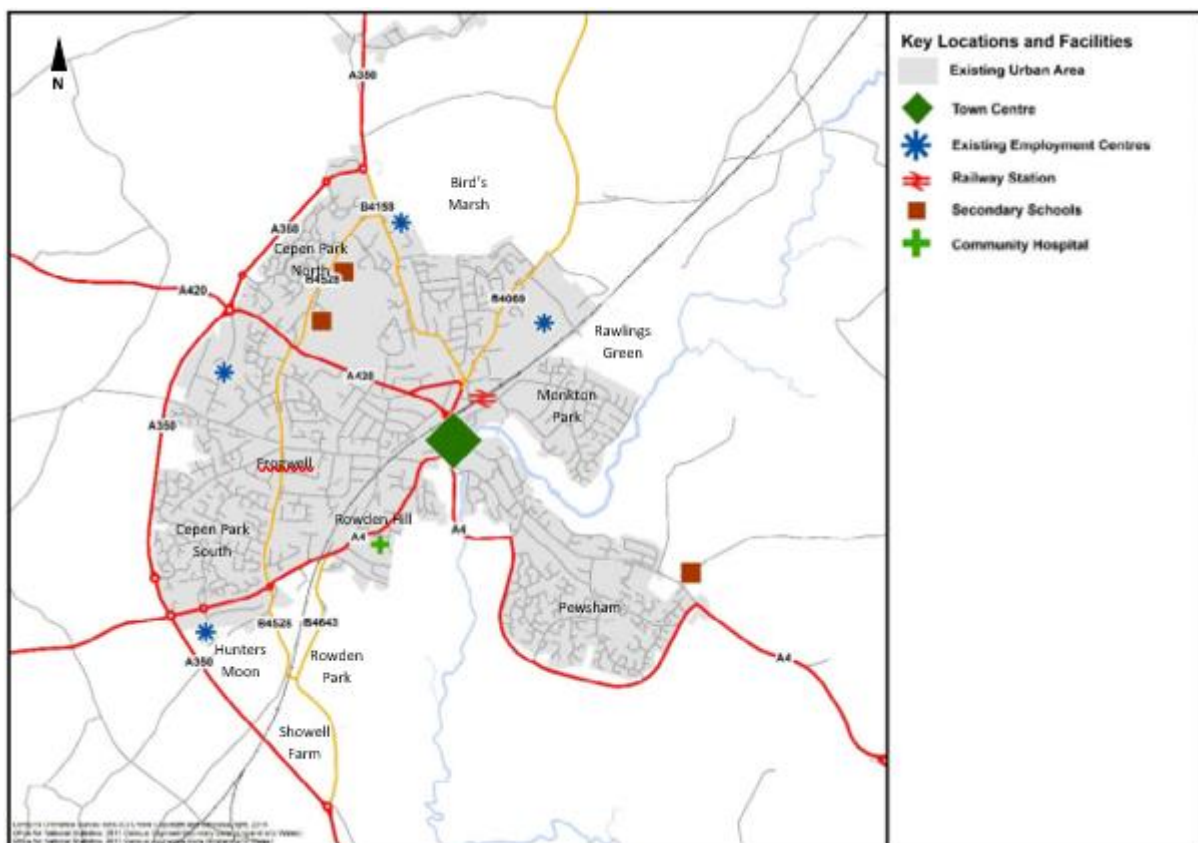 N
A350
Bird's
Marsh
B4158
A350
Cepen Park
North
B4528
A420
B4069
Rawlings
Green
A420
Monkton
Park
A350
Frogwell
Cepen Park
South
Rowden Hill
A4
A4
Pewsham
B4528
B4643
Hunters
Moon
A350
Rowden
Park
A4
Showell
Farm
Key Locations and Facilities
Existing Urban Area
Town Centre
Existing Employment Centres
Railway Station
Secondary Schools
Community Hospital